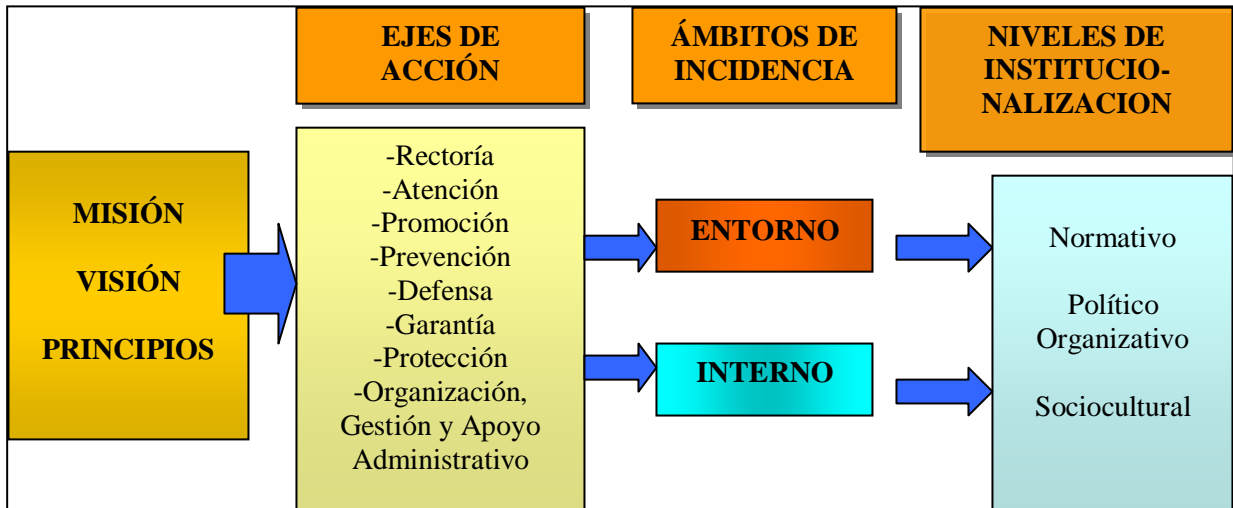 EJES DE
ACCIÓN
ÁMBITOS DE
INCIDENCIA
NIVELES DE
INSTITUCIO-
NALIZACION
MISIÓN
VISIÓN
PRINCIPIOS
-Rectoría
-Atención
-Promoción
-Prevención
-Defensa
-Garantía
-Protección
-Organización,
Gestión y Apoyo
Administrativo
ENTORNO
INTERNO
Normativo
Político
Organizativo
Sociocultural